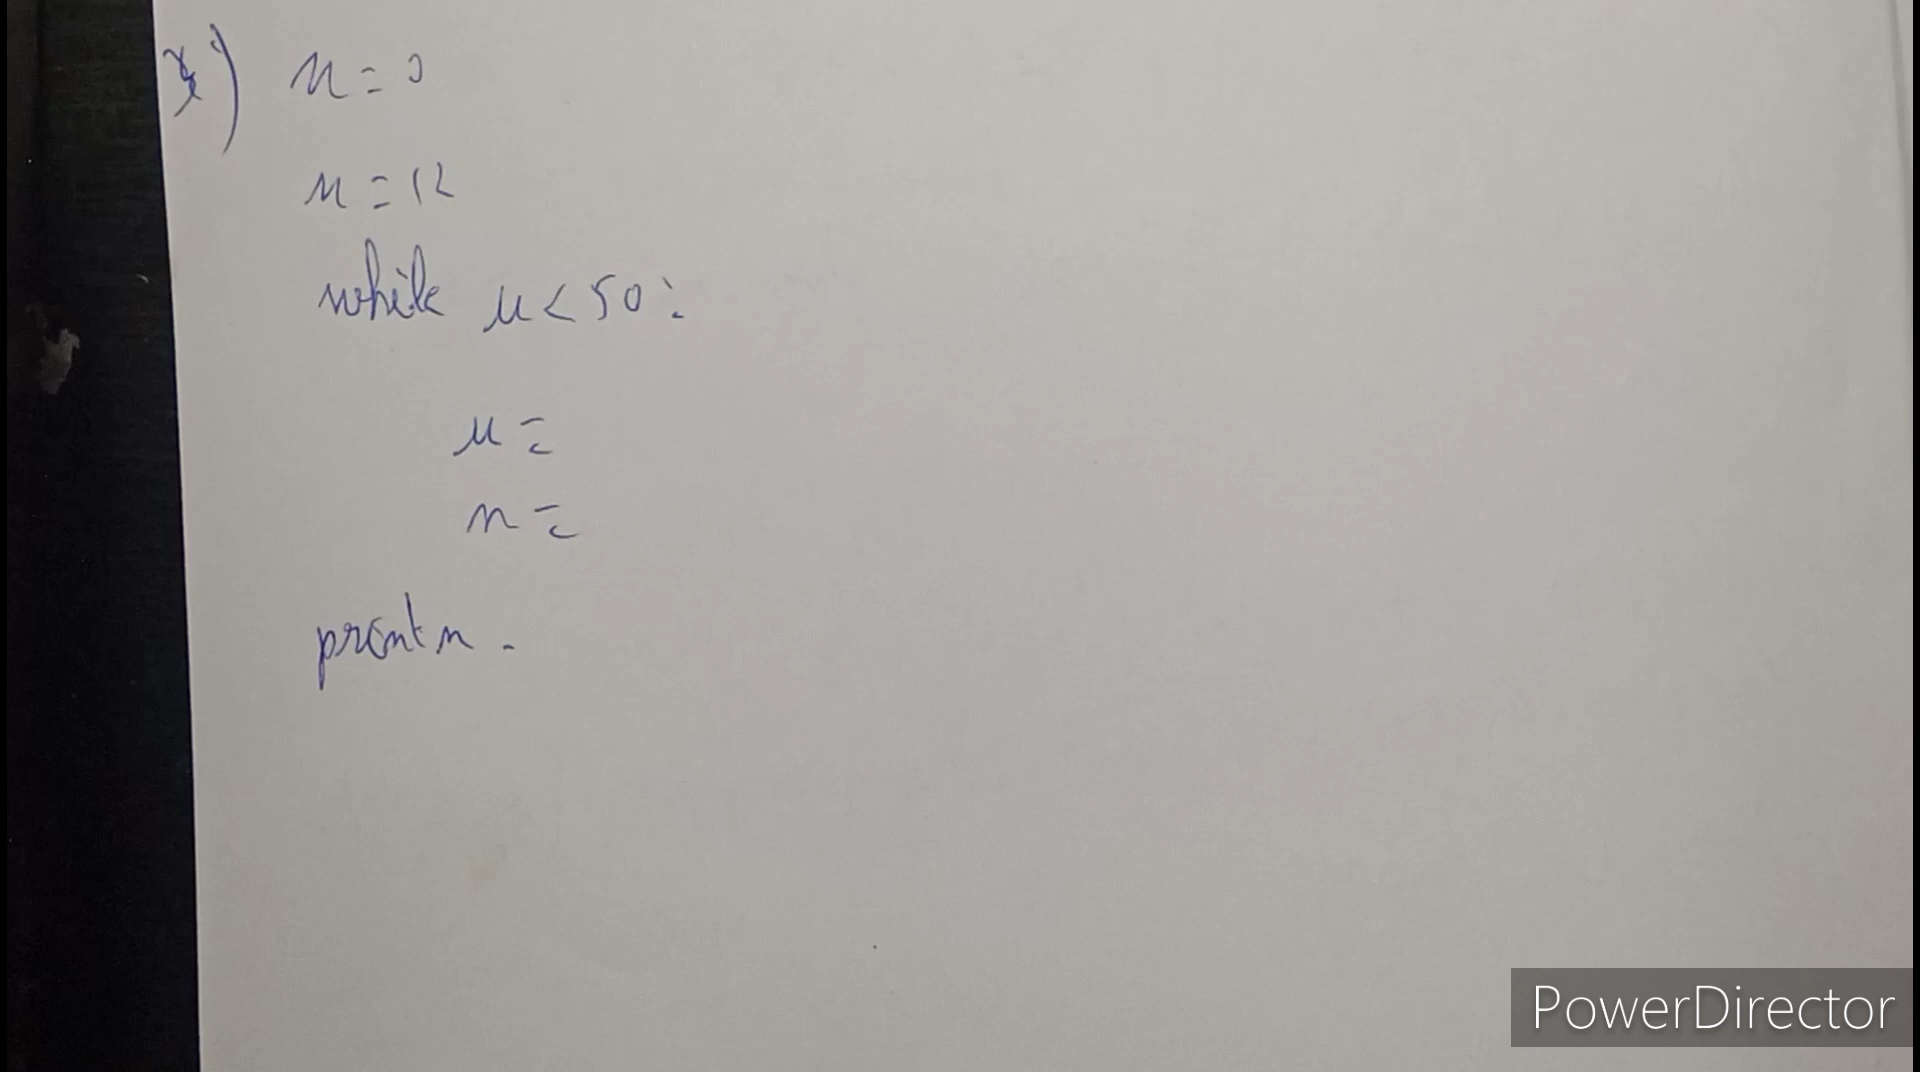 n = 0
u = 12
while u < 50 :
u =
n =
print n .
PowerDirector